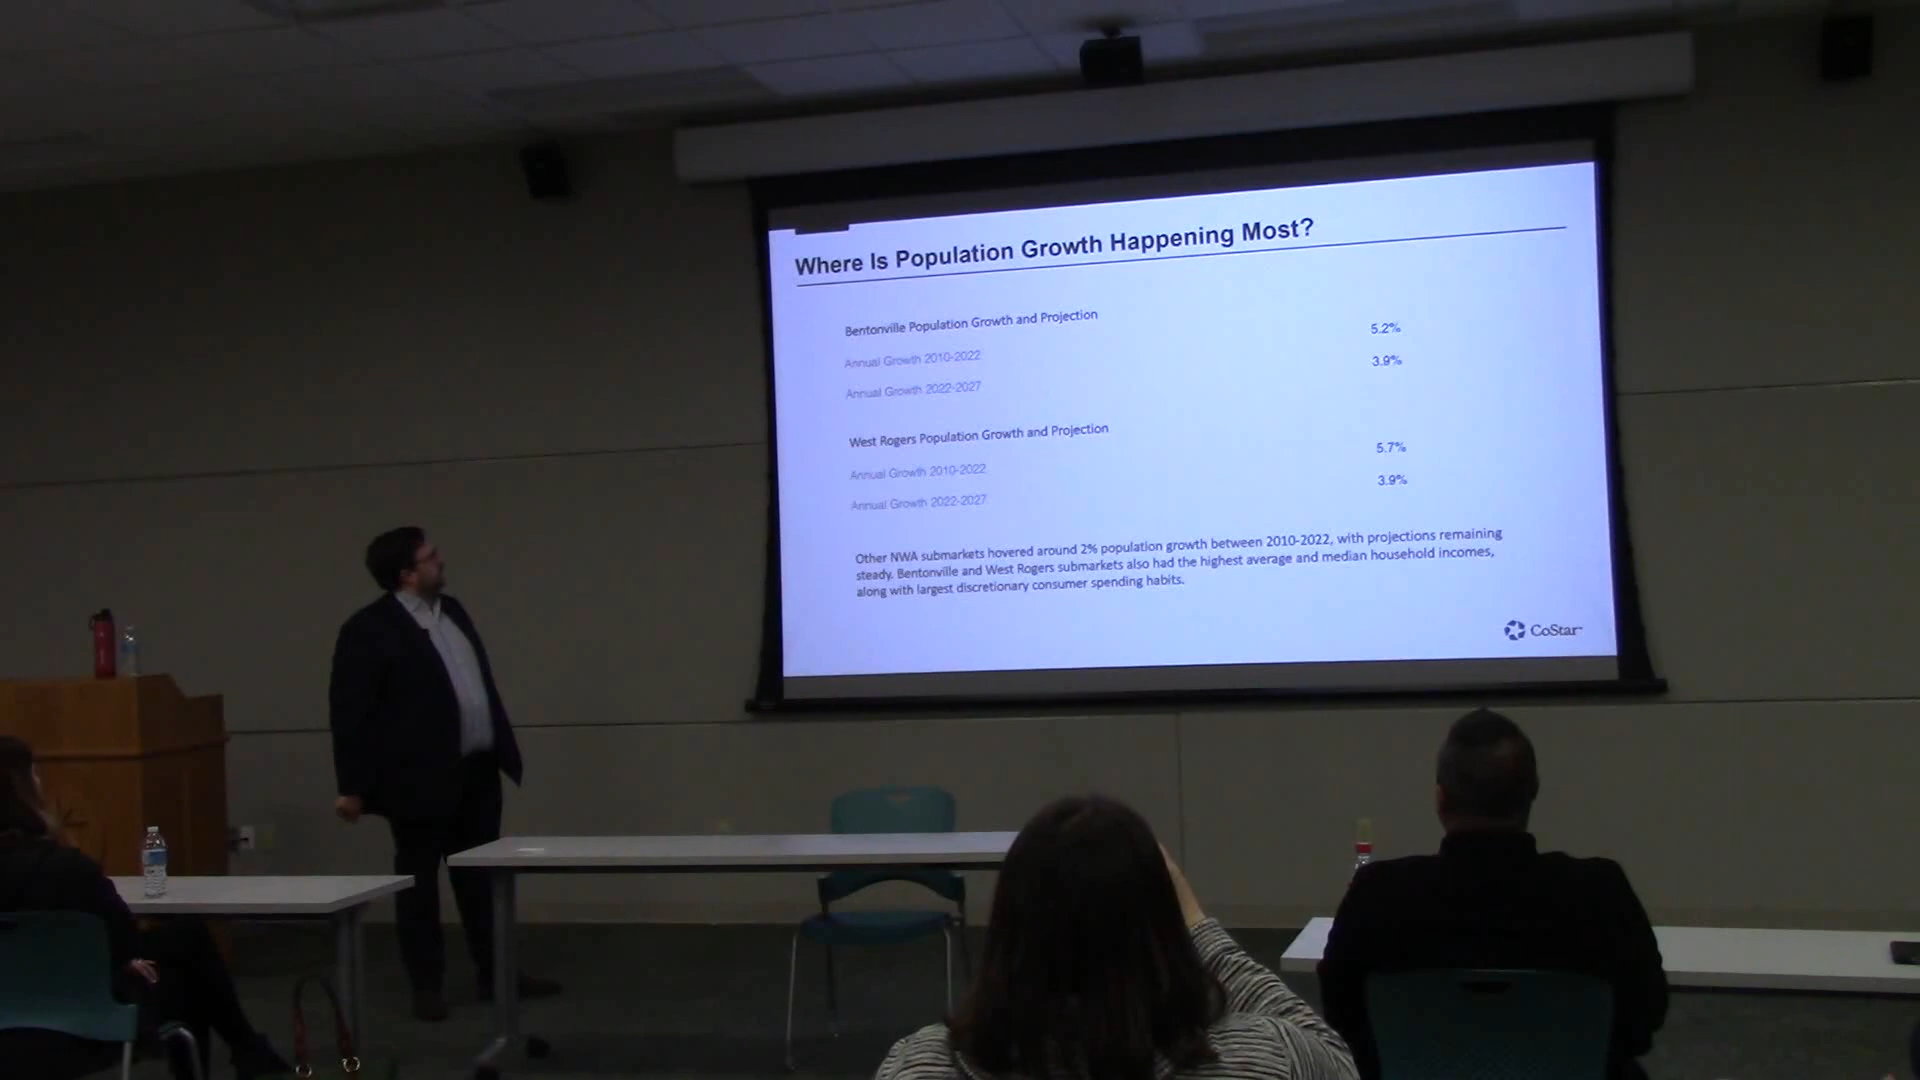 Where Is Population Growth Happening Most?
Bentonville Population Growth and Projection
5.2%
Annual Growth 2010-2022
3.9%
Annual Growth 2022-2027
West Rogers Population Growth and Projection
5.7%
Annual Growth 2010-2022
3.9%
Annual Growth 2022-2027
Other NWA submarkets hovered around 2% population growth between 2010-2022, with projections remaining
steady. Bentonville and West Rogers submarkets also had the highest average and median household incomes,
along with largest discretionary consumer spending habits.
CoStar